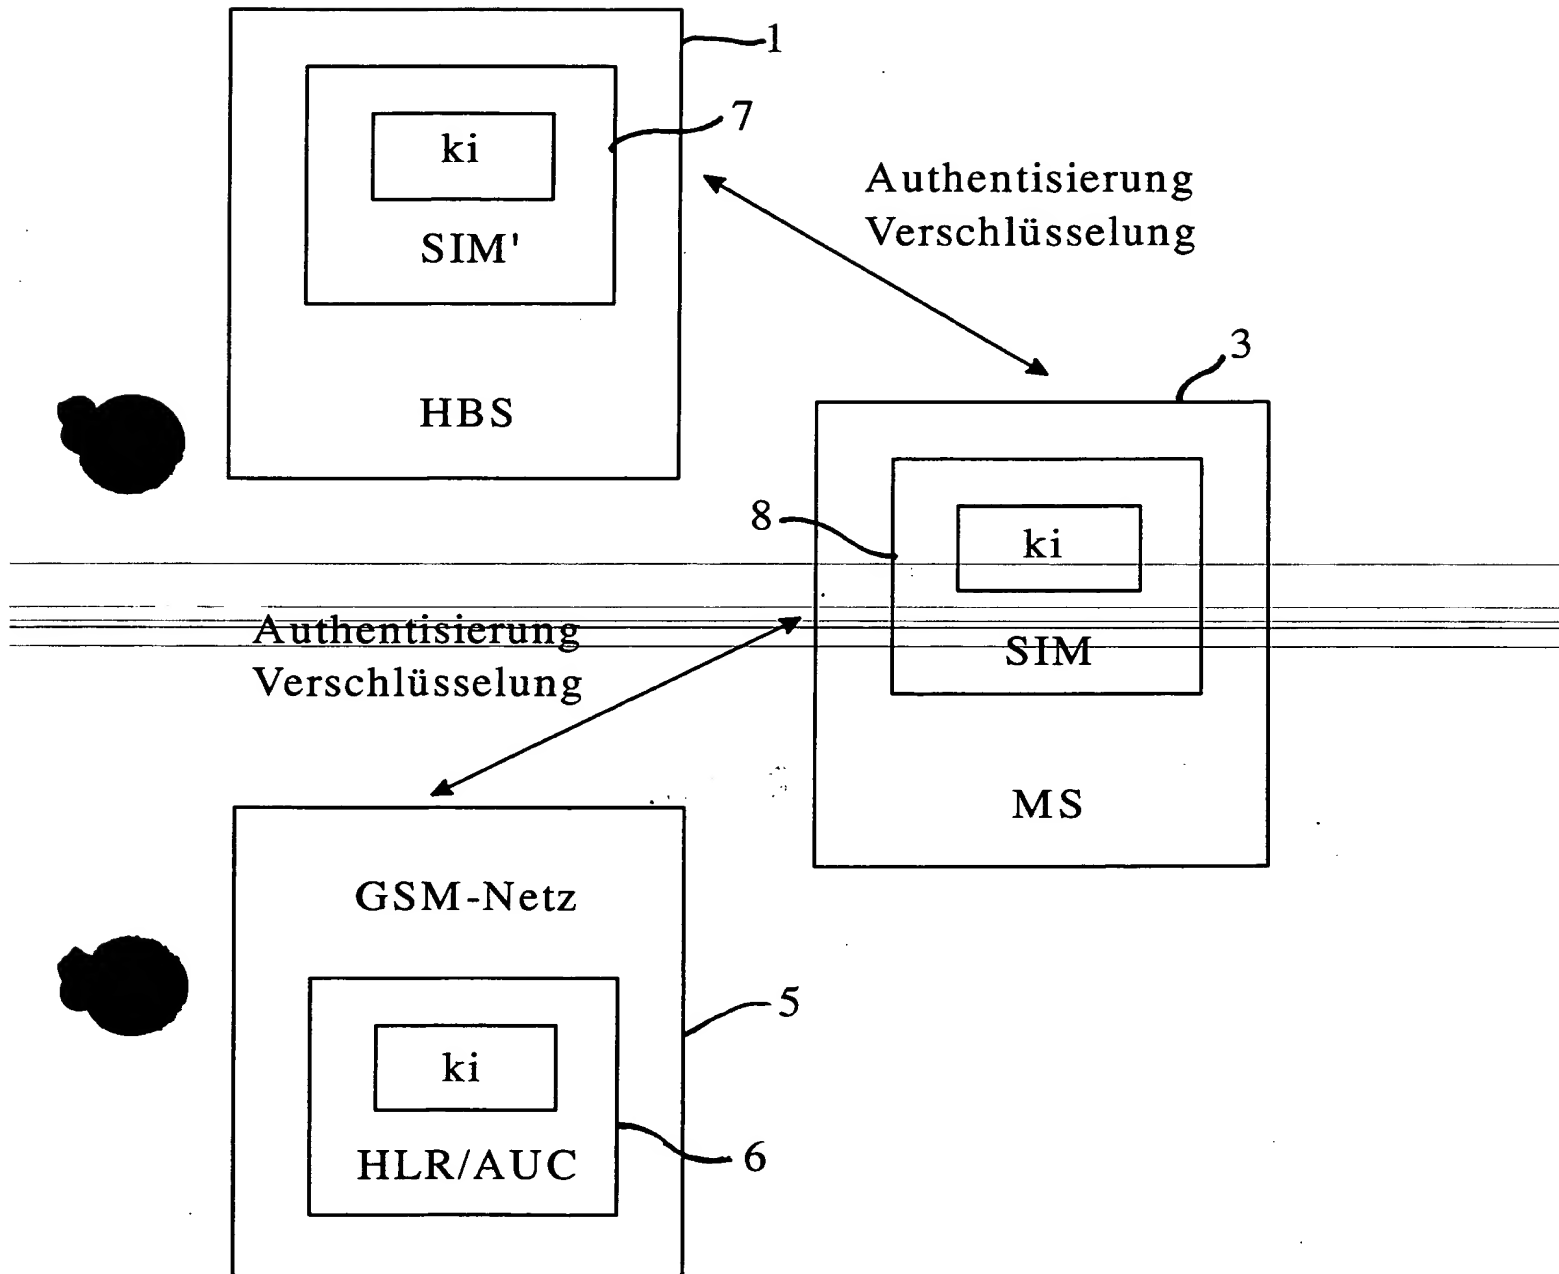 1
7
ki
SIM'
HBS
Authentisierung
Verschlüsselung
3
8
ki
SIM
MS
Authentisierung
Verschlüsselung
GSM-Netz
5
ki
HLR/AUC
6